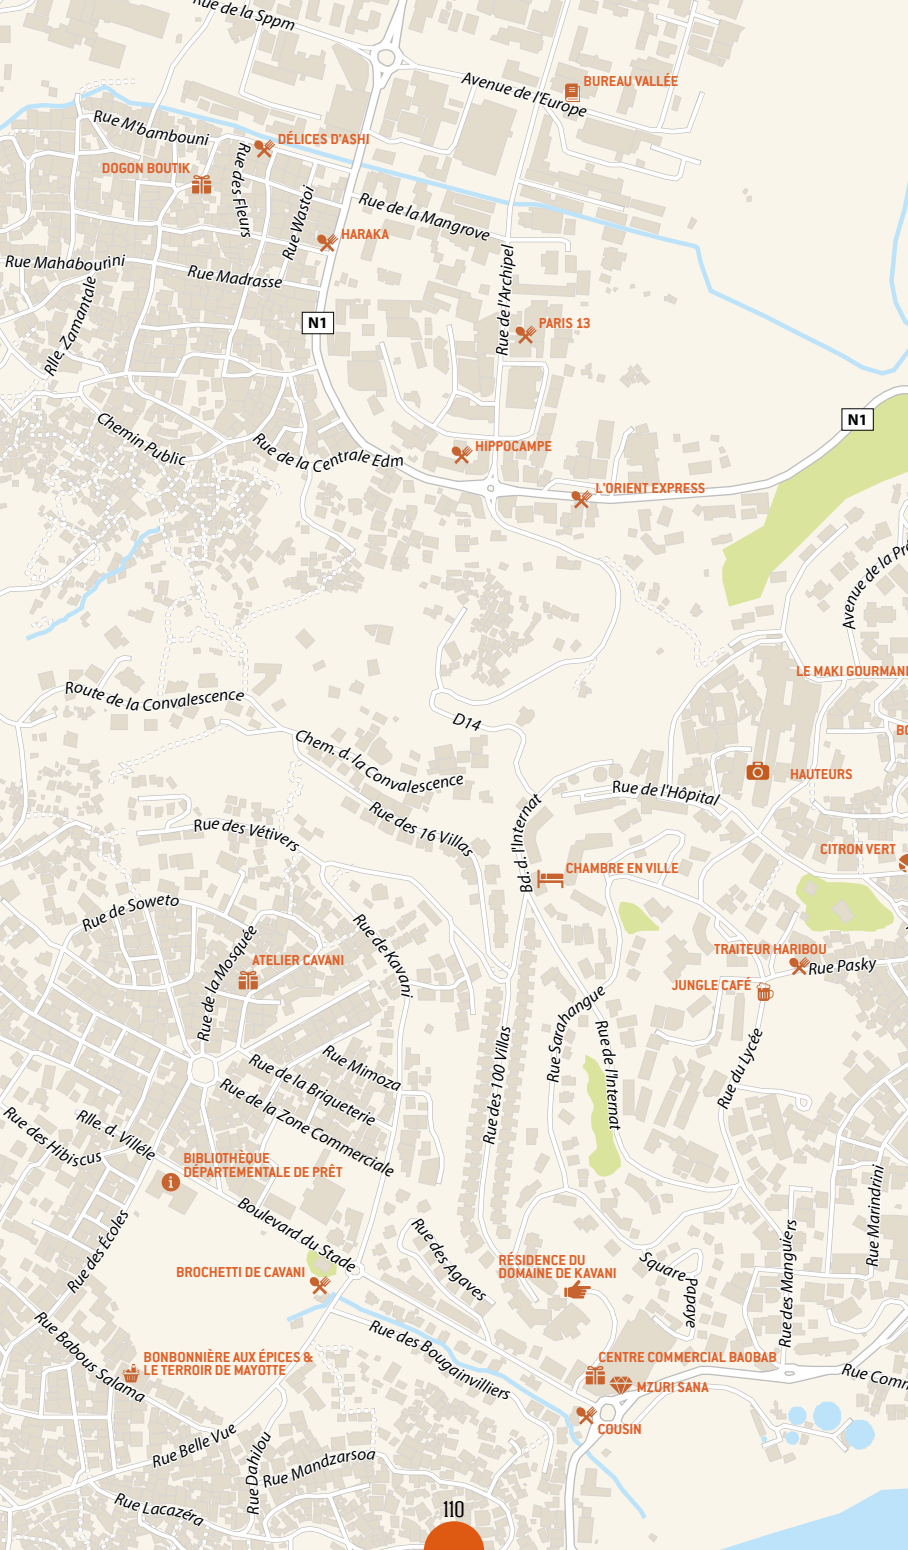 Rue de la Sppm
Avenue de l'Europe
BUREAU VALLÉE
Rue M'bambouni
DÉLICES D'ASHI
DOGON BOUTIK
Rue des Fleurs
Rue Wastoi
Rue de la Mangrove
HARAKA
Rue Mahabourini
Rue Madrasse
Rue de l'Archipel
Rlle. Zamantale
N1
PARIS 13
N1
Chemin Public
Rue de la Centrale Edm
HIPPOCAMPE
L'ORIENT EXPRESS
Avenue de la Pré
LE MAKI GOURMAN
Route de la Convalescence
D14
BO
Chem. d. la Convalescence
HAUTEURS
Rue de l'Hôpital
Rue des 16 Villas
Bd. d. l'Internat
Rue des Vétivers
CITRON VERT
CHAMBRE EN VILLE
Rue de Soweto
Rue de la Mosquée
Rue de Kavani
ATELIER CAVANI
TRAITEUR HARIBOU
Rue Pasky
JUNGLE CAFÉ
Rue Sarahangue
Rue de l'Internat
Rue des 100 Villas
Rue du Lycée
Rue Mimoza
Rue de la Briqueterie
Rue de la Zone Commerciale
Rue des Hibiscus
Rlle. d. Villéle
BIBLIOTHÈQUE
DÉPARTEMENTALE DE PRÊT
Rue Marindrini
Rue des Écoles
Boulevard du Stade
Rue des Agaves
Rue des Manguiers
RÉSIDENCE DU
DOMAINE DE KAVANI
Square Papaye
BROCHETTI DE CAVANI
Rue Babous Salama
Rue des Bougainvilliers
BONBONNIÈRE AUX ÉPICES &
LE TERROIR DE MAYOTTE
CENTRE COMMERCIAL BAOBAB
MZURI SANA
Rue Comm
COUSIN
Rue Belle Vue
Rue Dahilou
Rue Mandzarsoa
Rue Lacazéra
110